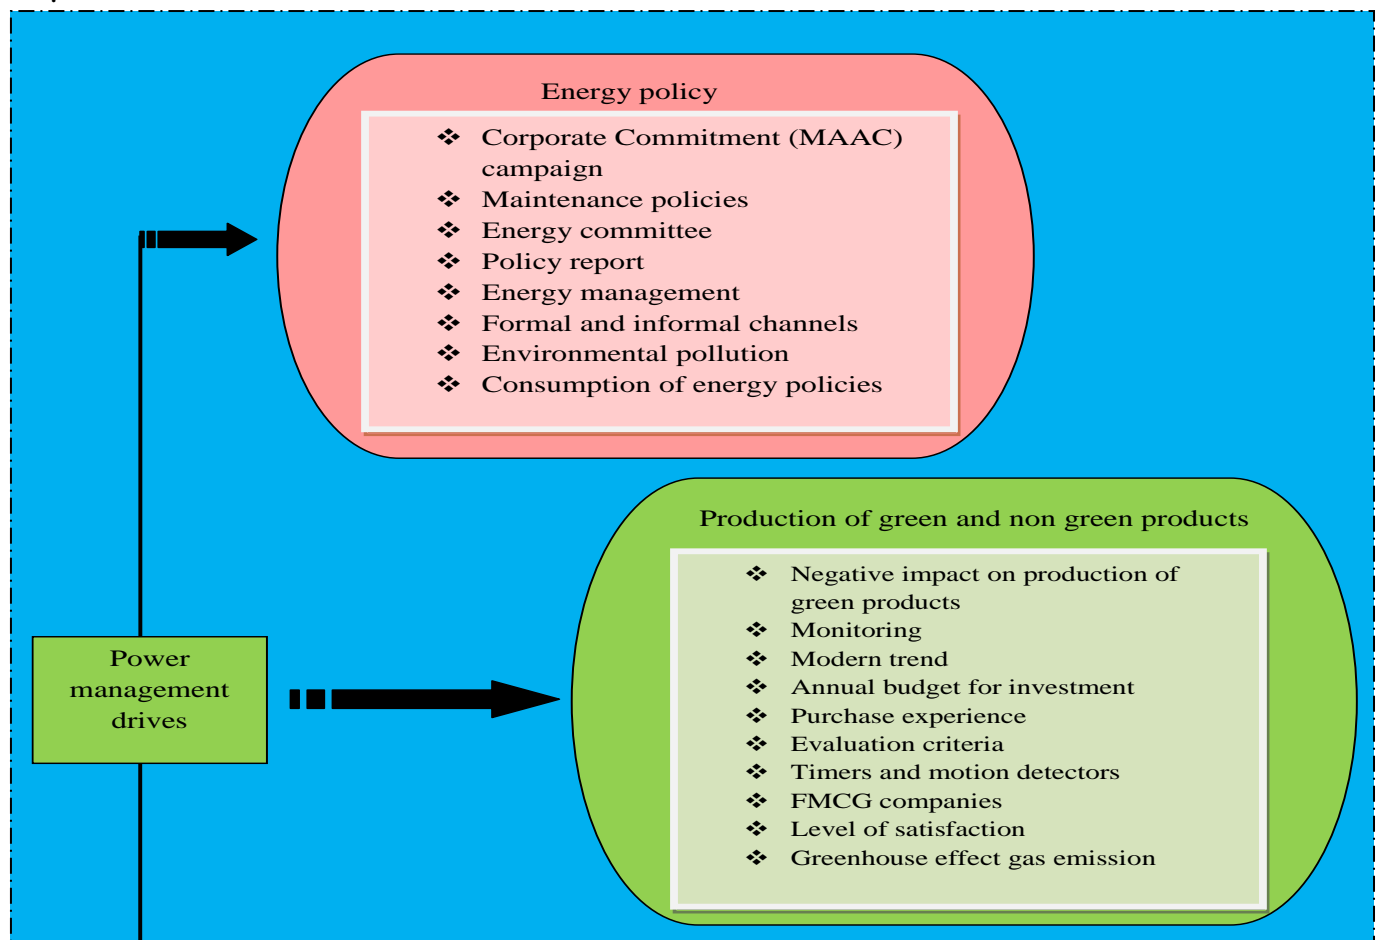 Energy policy
❖ Corporate Commitment (MAAC)
campaign
❖ Maintenance policies
❖ Energy committee
❖ Policy report
❖ Energy management
❖ Formal and informal channels
❖ Environmental pollution
❖ Consumption of energy policies
Production of green and non green products
❖ Negative impact on production of
green products
❖ Monitoring
❖ Modern trend
❖ Annual budget for investment
❖ Purchase experience
❖ Evaluation criteria
❖ Timers and motion detectors
❖ FMCG companies
❖ Level of satisfaction
❖ Greenhouse effect gas emission
Power
management
drives